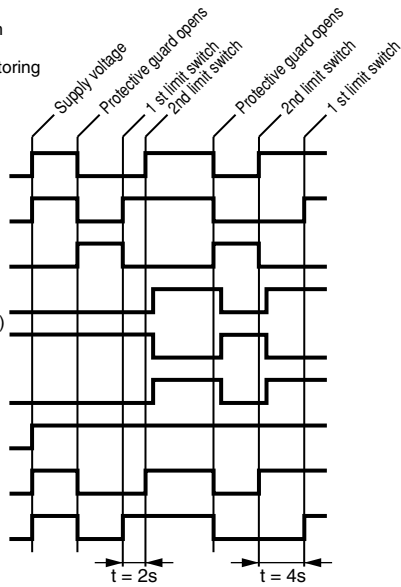 n
toring
Supply voltage
Protective guard opens
1 st limit switch
2nd limit switch
Protective guard opens
2nd limit switch
1 st limit switch
)
t = 2s
t = 4s